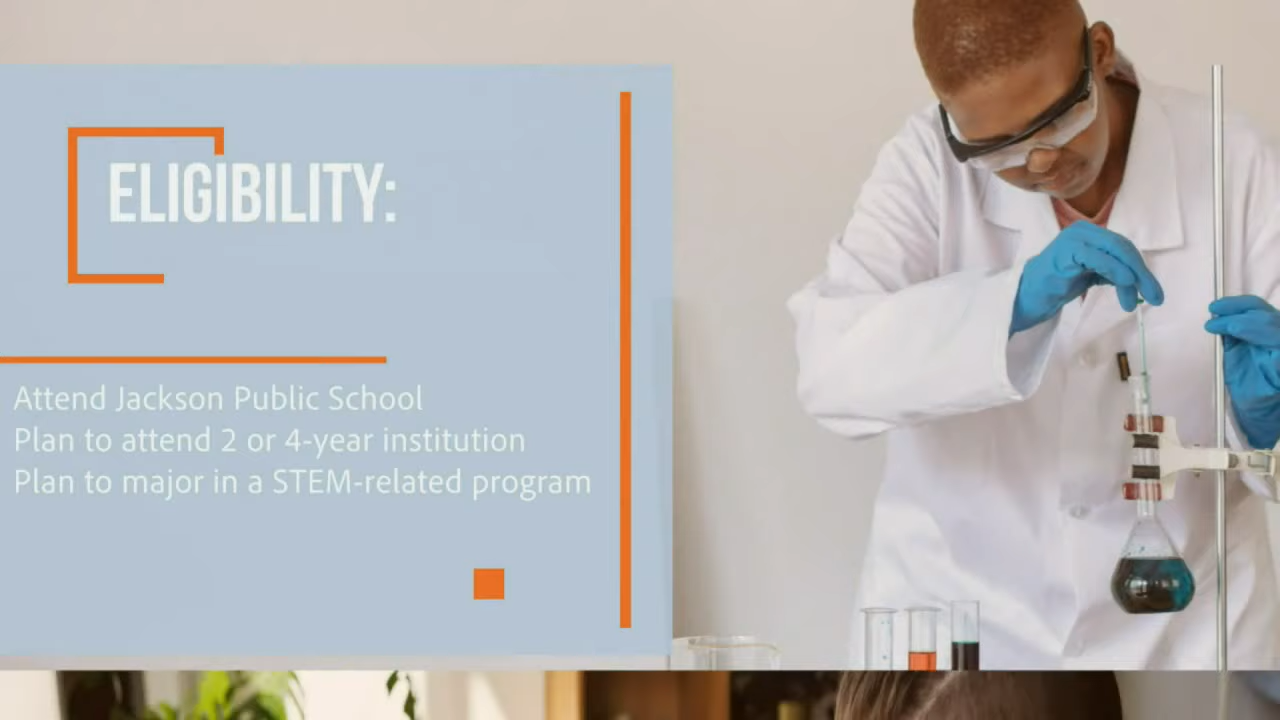 ELIGIBILITY:
Attend Jackson Public School
Plan to attend 2 or 4-year institution
Plan to major in a STEM-related program